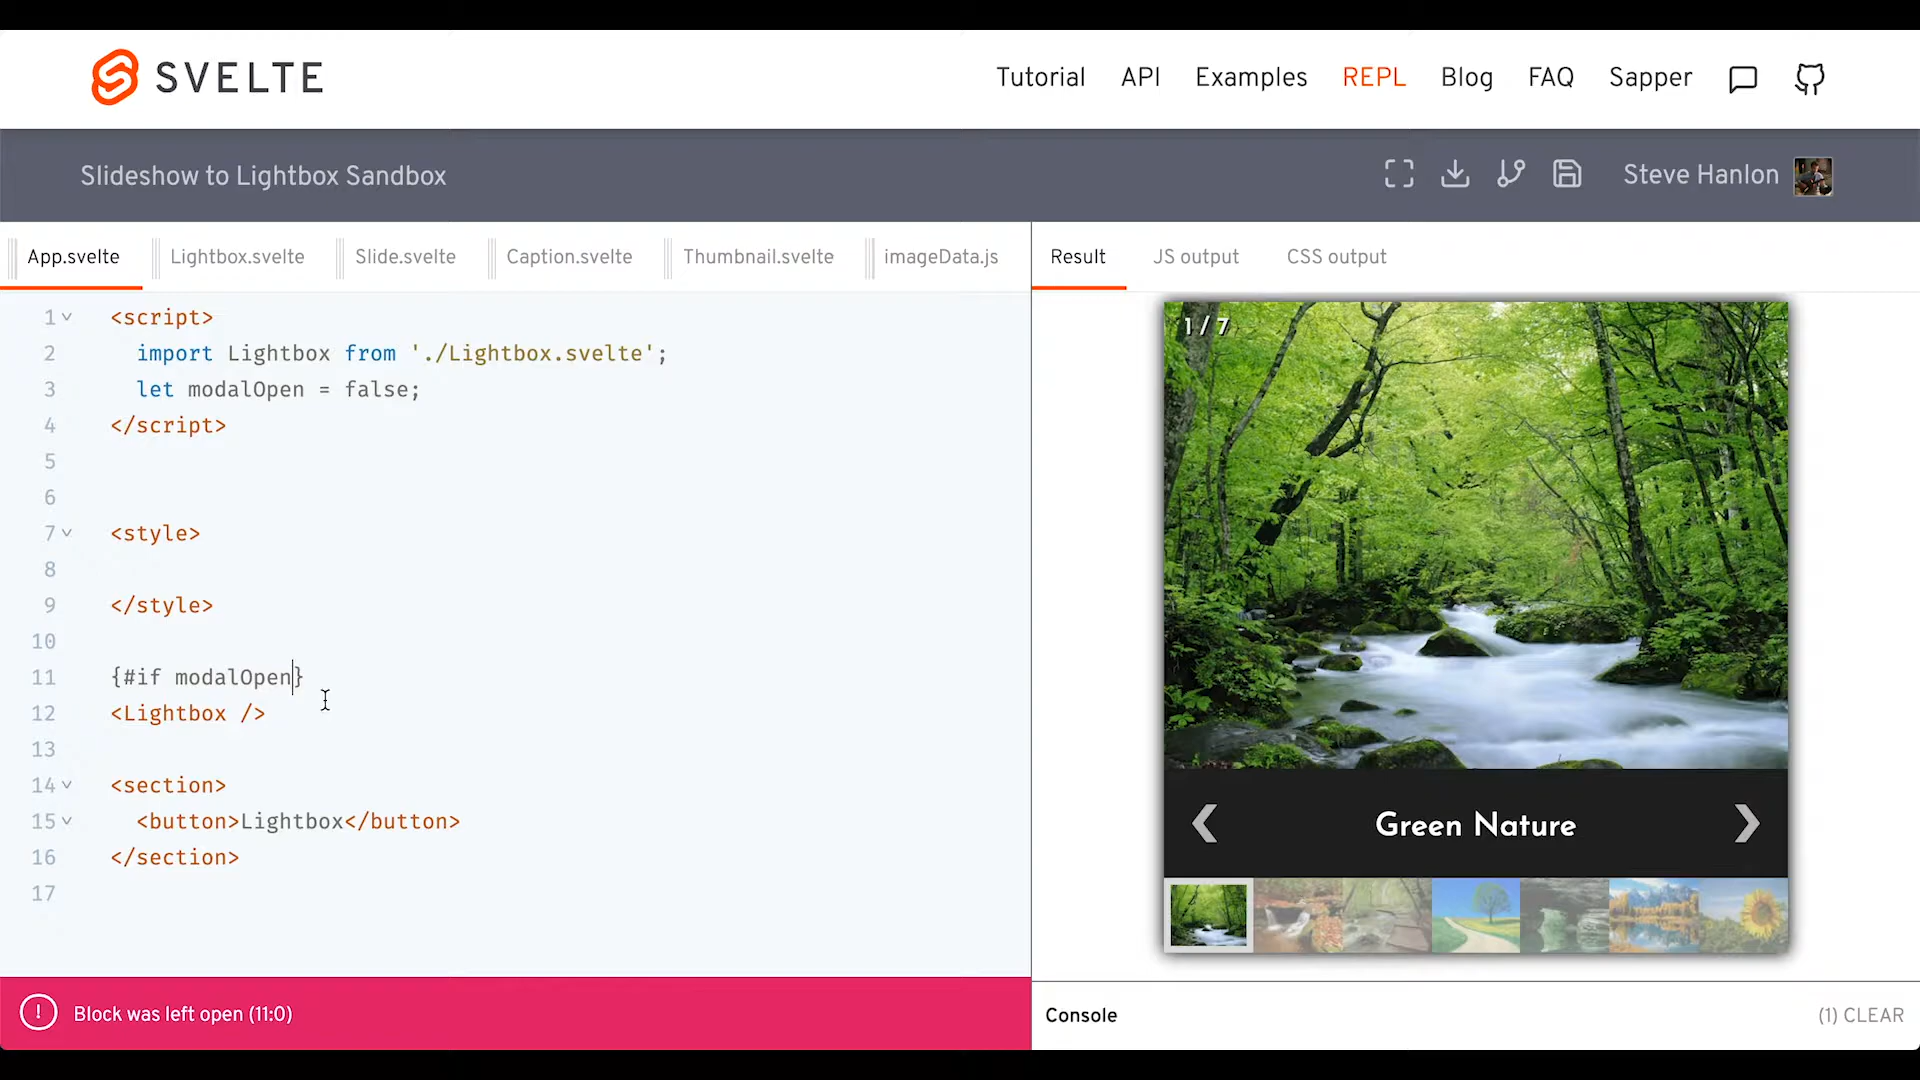 SVELTE
Tutorial API Examples REPL Blog FAQ Sapper
Slideshow to Lightbox Sandbox
Steve Hanlon
App.svelte Lightbox.svelte Slide.svelte Caption.svelte Thumbnail.svelte imageData.js
Result JS output CSS output
1 <script>
2 import Lightbox from './Lightbox.svelte';
3 let modalOpen = false;
4 </script>
5
6
7 <style>
8
9 </style>
10
11 {#if modalOpen}
12 <Lightbox />
13
14 <section>
15 <button>Lightbox</button>
16 </section>
17
1 / 7
❮ Green Nature ❯
! Block was left open (11:0)
Console
(1) CLEAR